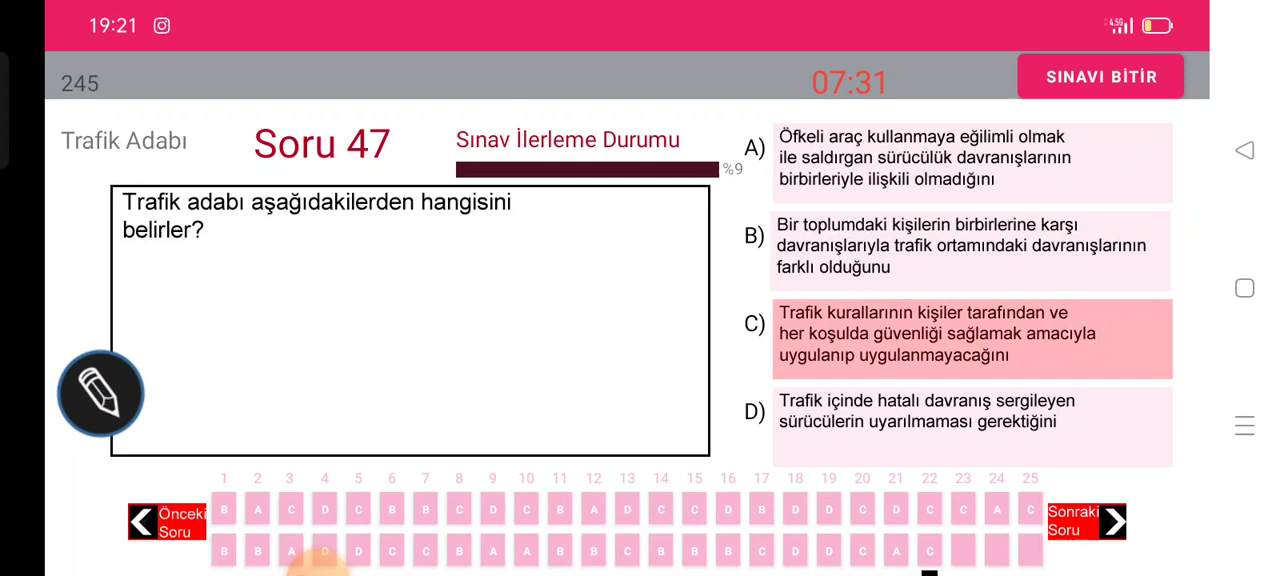 19:21
4.5G
245
07:31
SINAVI BİTİR
Trafik Adabı
Soru 47
Sınav İlerleme Durumu
%9
Trafik adabı aşağıdakilerden hangisini
belirler?
A)
Öfkeli araç kullanmaya eğilimli olmak
ile saldırgan sürücülük davranışlarının
birbirleriyle ilişkili olmadığını
B)
Bir toplumdaki kişilerin birbirlerine karşı
davranışlarıyla trafik ortamındaki davranışlarının
farklı olduğunu
C)
Trafik kurallarının kişiler tarafından ve
her koşulda güvenliği sağlamak amacıyla
uygulanıp uygulanmayacağını
D)
Trafik içinde hatalı davranış sergileyen
sürücülerin uyarılmaması gerektiğini
1 2 3 4 5 6 7 8 9 10 11 12 13 14 15 16 17 18 19 20 21 22 23 24 25
B A C D C B B C D C B A D C C D B D D C D C C A C
B B A D D C C B A A B B C B B B C D D C A C
Önceki
Soru
Sonraki
Soru